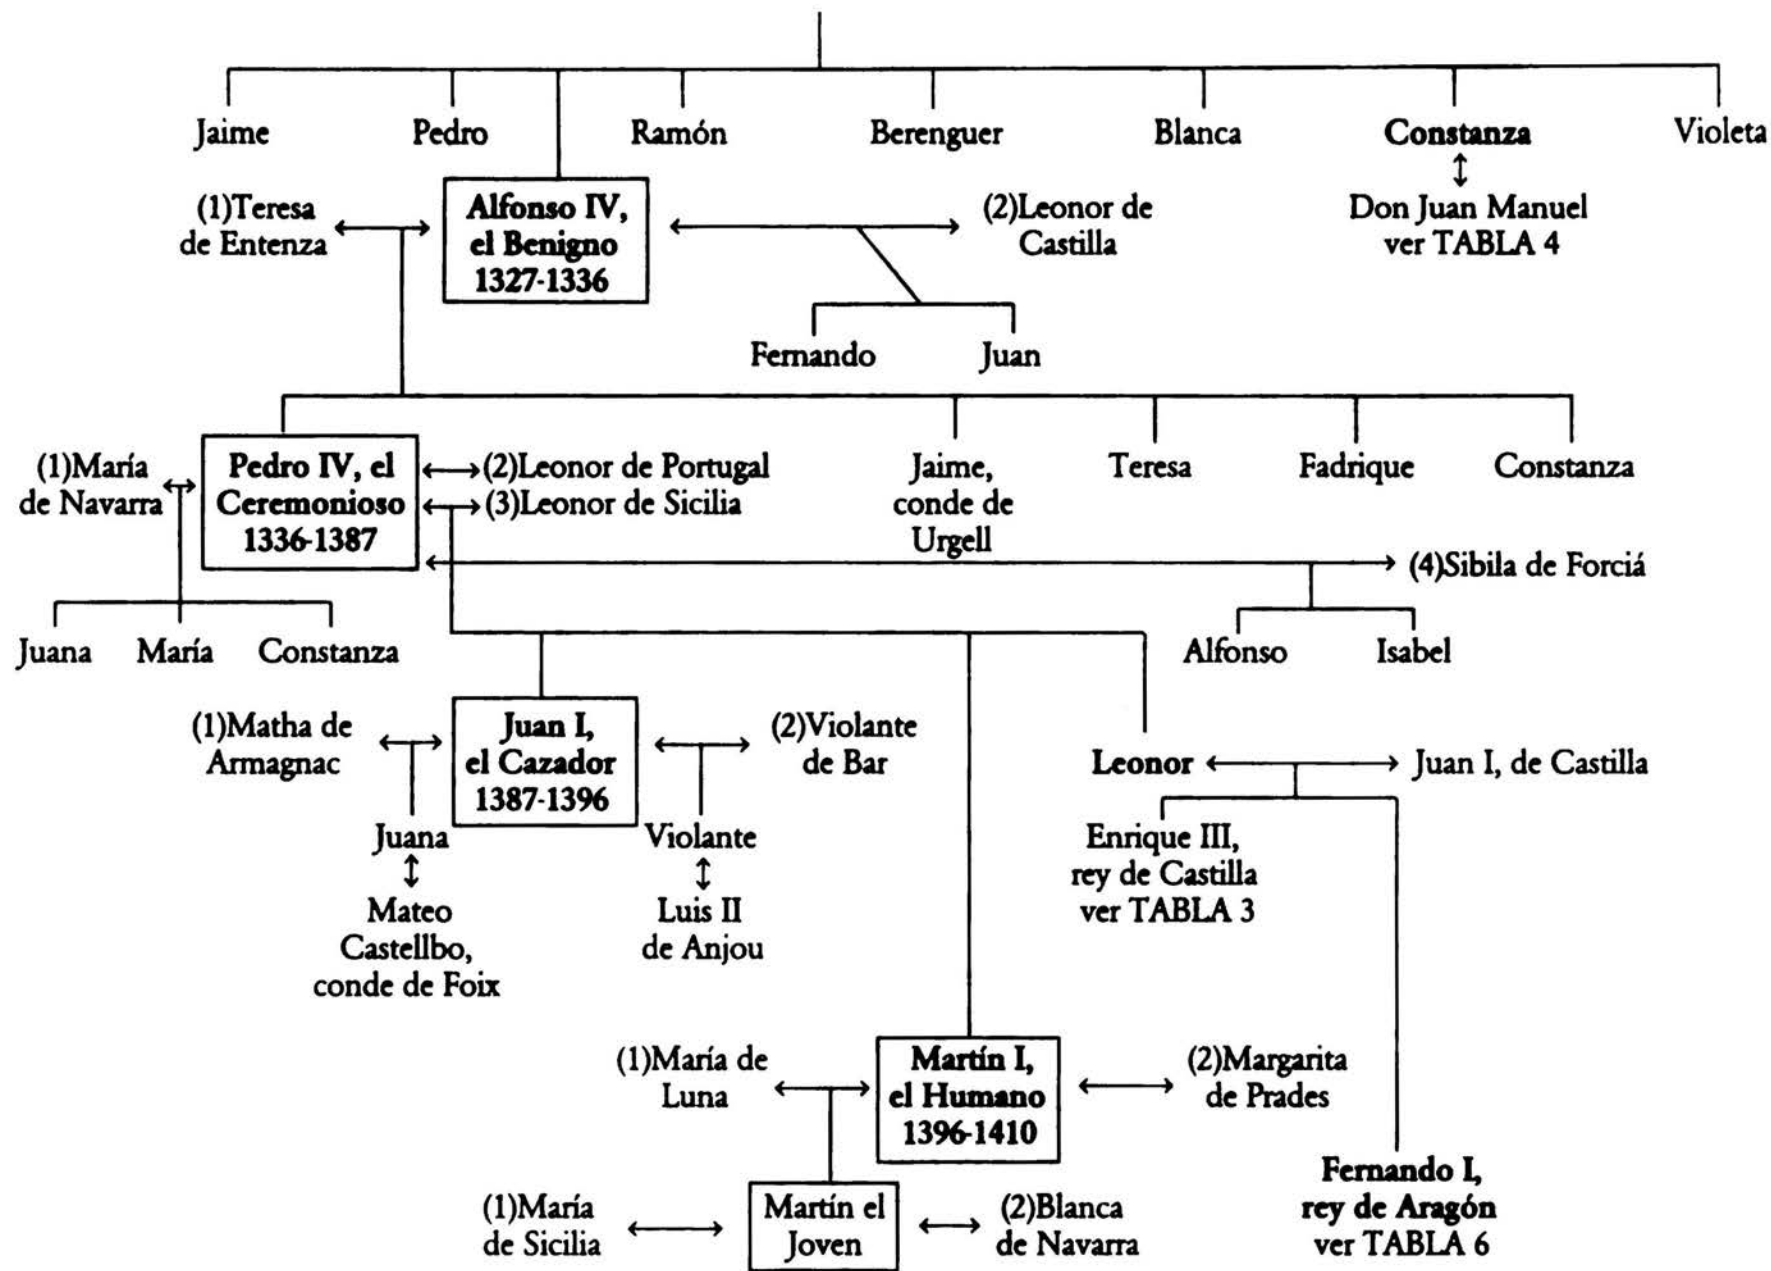 Jaime
Pedro
Ramón
Berenguer
Blanca
Constanza
Violeta
(1)Teresa
de Entenza
Alfonso IV,
el Benigno
1327-1336
(2)Leonor de
Castilla
Don Juan Manuel
ver TABLA 4
Fernando
Juan
(1)María
de Navarra
Pedro IV, el
Ceremonioso
1336-1387
(2)Leonor de Portugal
(3)Leonor de Sicilia
Jaime,
conde de
Urgell
Teresa
Fadrique
Constanza
(4)Sibila de Forciá
Juana
María
Constanza
Alfonso
Isabel
(1)Matha de
Armagnac
Juan I,
el Cazador
1387-1396
(2)Violante
de Bar
Leonor
Juan I, de Castilla
Juana
Violante
Enrique III,
rey de Castilla
ver TABLA 3
Mateo
Castellbo,
conde de Foix
Luis II
de Anjou
(1)María de
Luna
Martín I,
el Humano
1396-1410
(2)Margarita
de Prades
Fernando I,
rey de Aragón
ver TABLA 6
(1)María
de Sicilia
Martín el
Joven
(2)Blanca
de Navarra